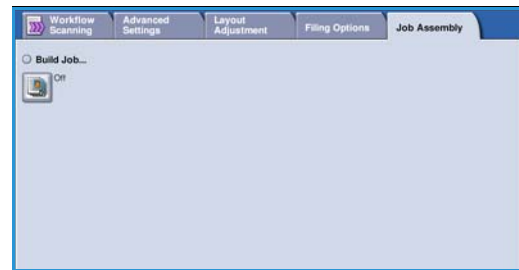 Workflow
Scanning
Advanced
Settings
Layout
Adjustment
Filing Options
Job Assembly
Build Job...
Off